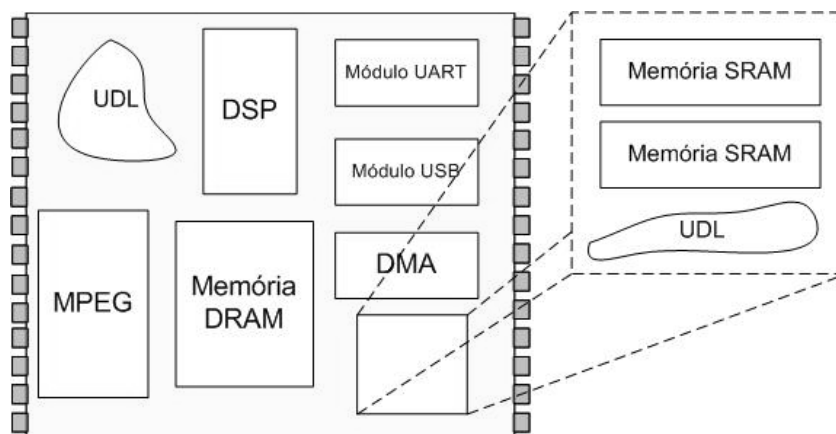 UDL
DSP
Módulo UART
Módulo USB
MPEG
Memória
DRAM
DMA
Memória SRAM
Memória SRAM
UDL